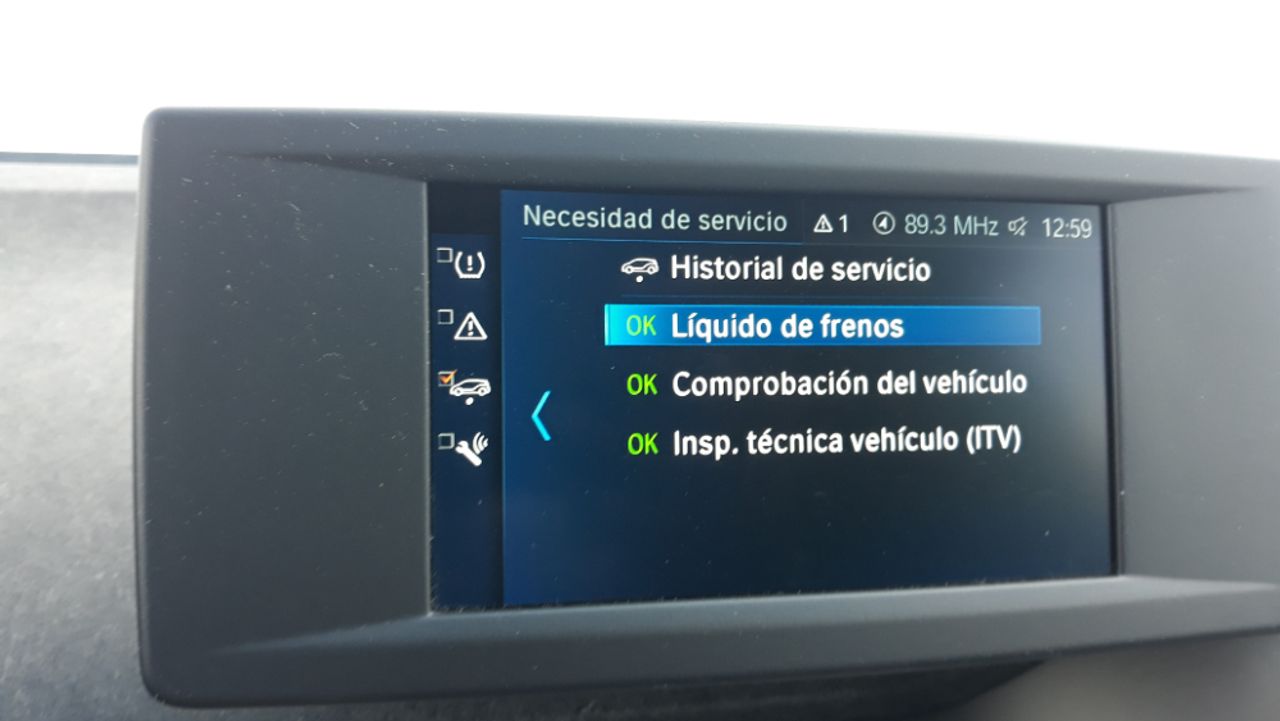 Necesidad de servicio 1 89.3 MHz 12:59
Historial de servicio
OK Líquido de frenos
OK Comprobación del vehículo
OK Insp. técnica vehículo (ITV)